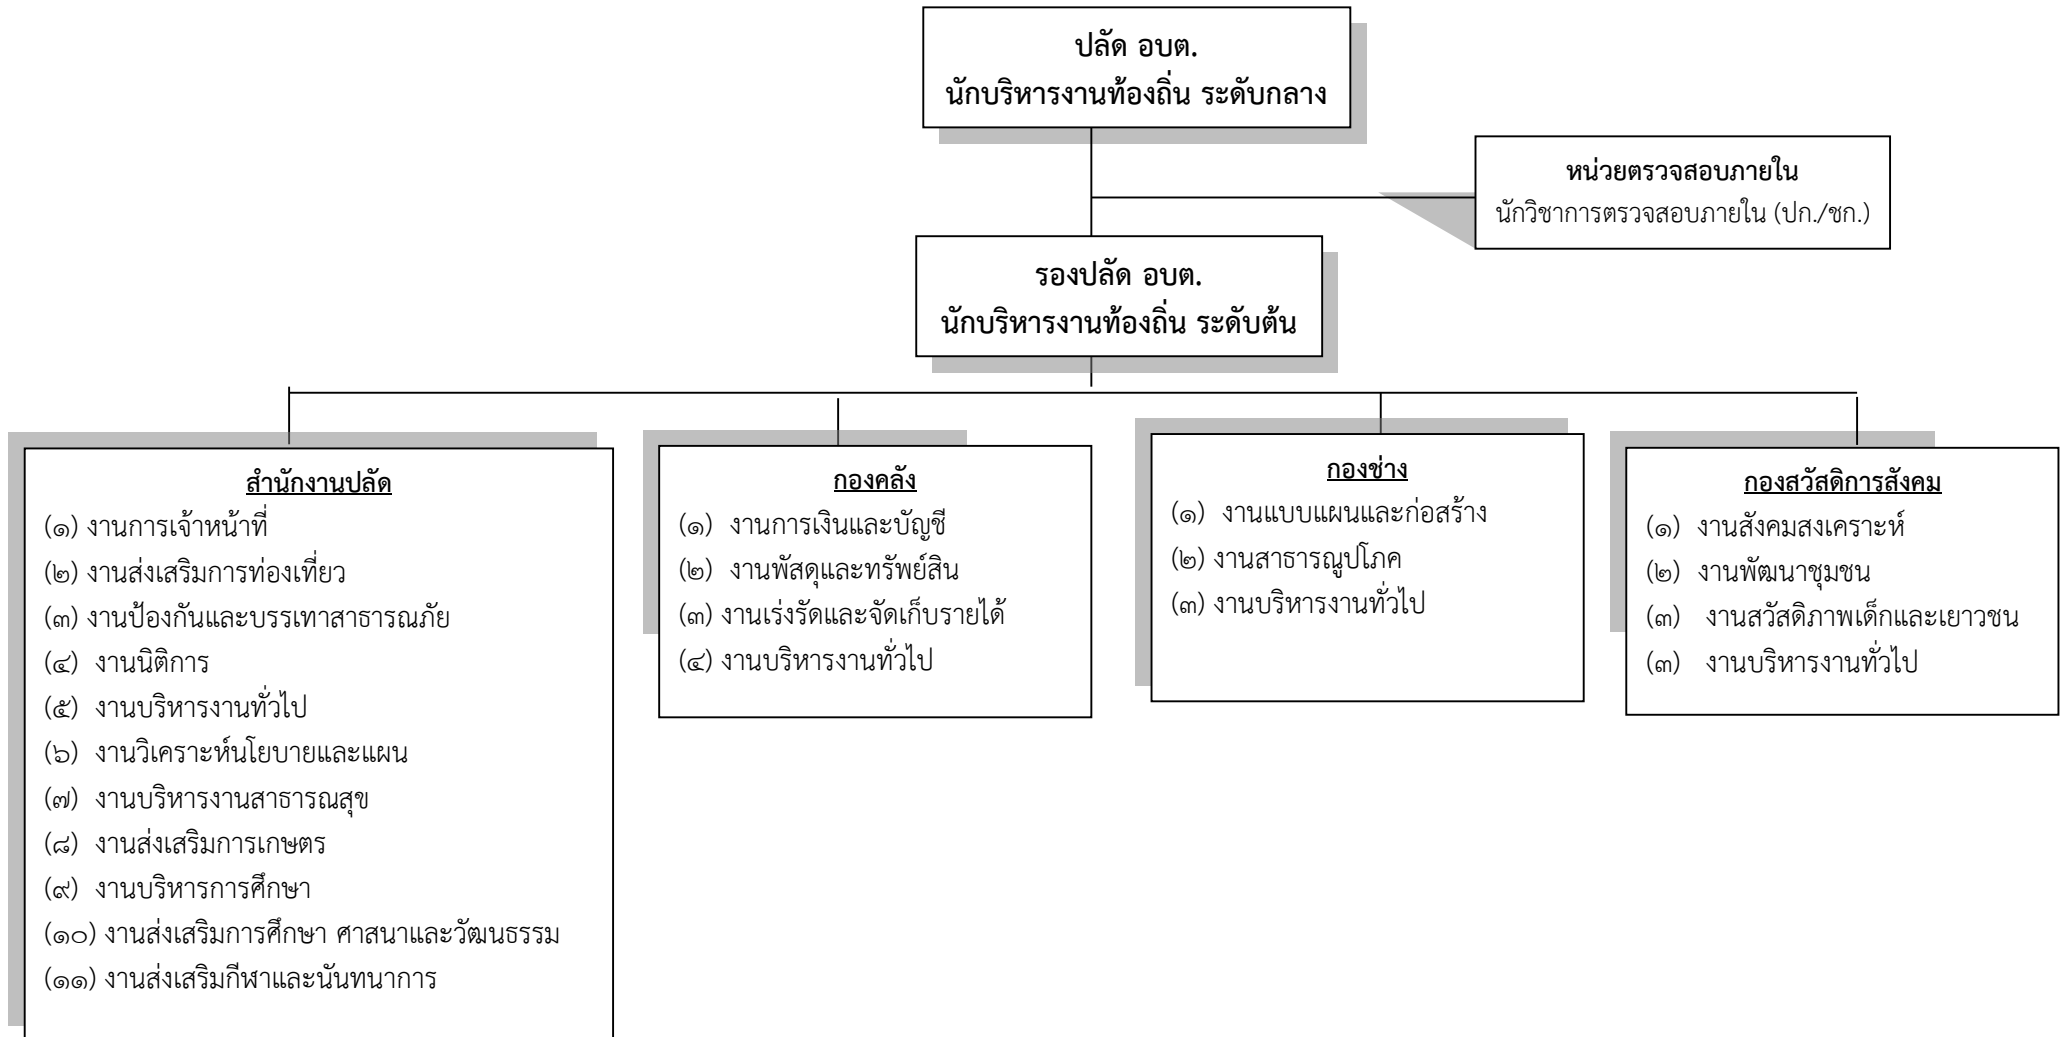 ปลัด อบต.
นักบริหารงานท้องถิ่น ระดับกลาง
หน่วยตรวจสอบภายใน
นักวิชาการตรวจสอบภายใน (ปก./ชก.)
รองปลัด อบต.
นักบริหารงานท้องถิ่น ระดับต้น
สำนักงานปลัด
(๑) งานการเจ้าหน้าที่
(๒) งานส่งเสริมการท่องเที่ยว
(๓) งานป้องกันและบรรเทาสาธารณภัย
(๔) งานนิติการ
(๕) งานบริหารงานทั่วไป
(๖) งานวิเคราะห์นโยบายและแผน
(๗) งานบริหารงานสาธารณสุข
(๘) งานส่งเสริมการเกษตร
(๙) งานบริหารการศึกษา
(๑๐) งานส่งเสริมการศึกษา ศาสนาและวัฒนธรรม
(๑๑) งานส่งเสริมกีฬาและนันทนาการ
กองคลัง
(๑) งานการเงินและบัญชี
(๒) งานพัสดุและทรัพย์สิน
(๓) งานเร่งรัดและจัดเก็บรายได้
(๔) งานบริหารงานทั่วไป
กองช่าง
(๑) งานแบบแผนและก่อสร้าง
(๒) งานสาธารณูปโภค
(๓) งานบริหารงานทั่วไป
กองสวัสดิการสังคม
(๑) งานสังคมสงเคราะห์
(๒) งานพัฒนาชุมชน
(๓) งานสวัสดิภาพเด็กและเยาวชน
(๓) งานบริหารงานทั่วไป